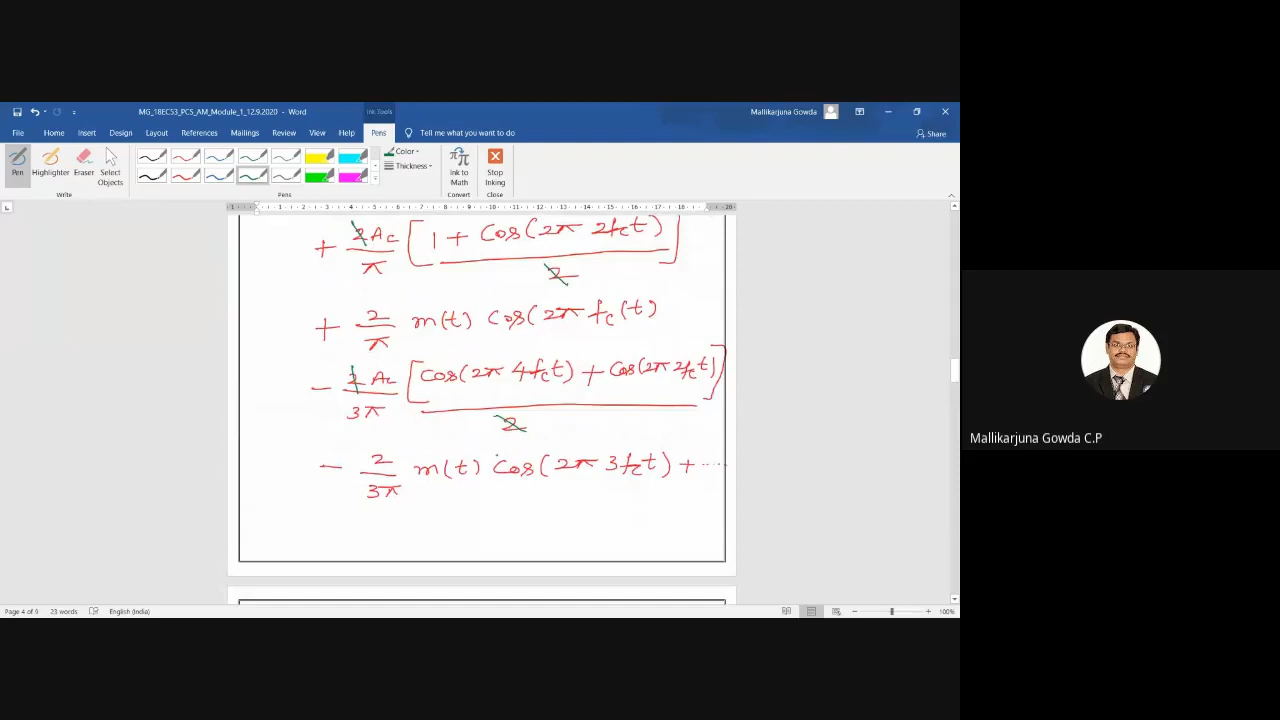 MG_18EC53_PCS_AM_Module_1_12.9.2020 - Word
Ink Tools
Mallikarjuna Gowda
File Home Insert Design Layout References Mailings Review View Help Pens Tell me what you want to do
Share
Pen Highlighter Eraser Select Objects
Color
Thickness
Ink to Math
Stop Inking
Write Pens Convert Close
+ 2Ac/π [ 1 + Cos(2π 2fct) / 2 ]
+ 2/π m(t) Cos(2π fc(t)
- 2Ac/3π [ Cos(2π 4fct) + Cos(2π 2fct) / 2 ]
- 2/3π m(t) Cos(2π 3fct) + ....
Mallikarjuna Gowda C.P
Page 4 of 9 23 words English (India)
100%